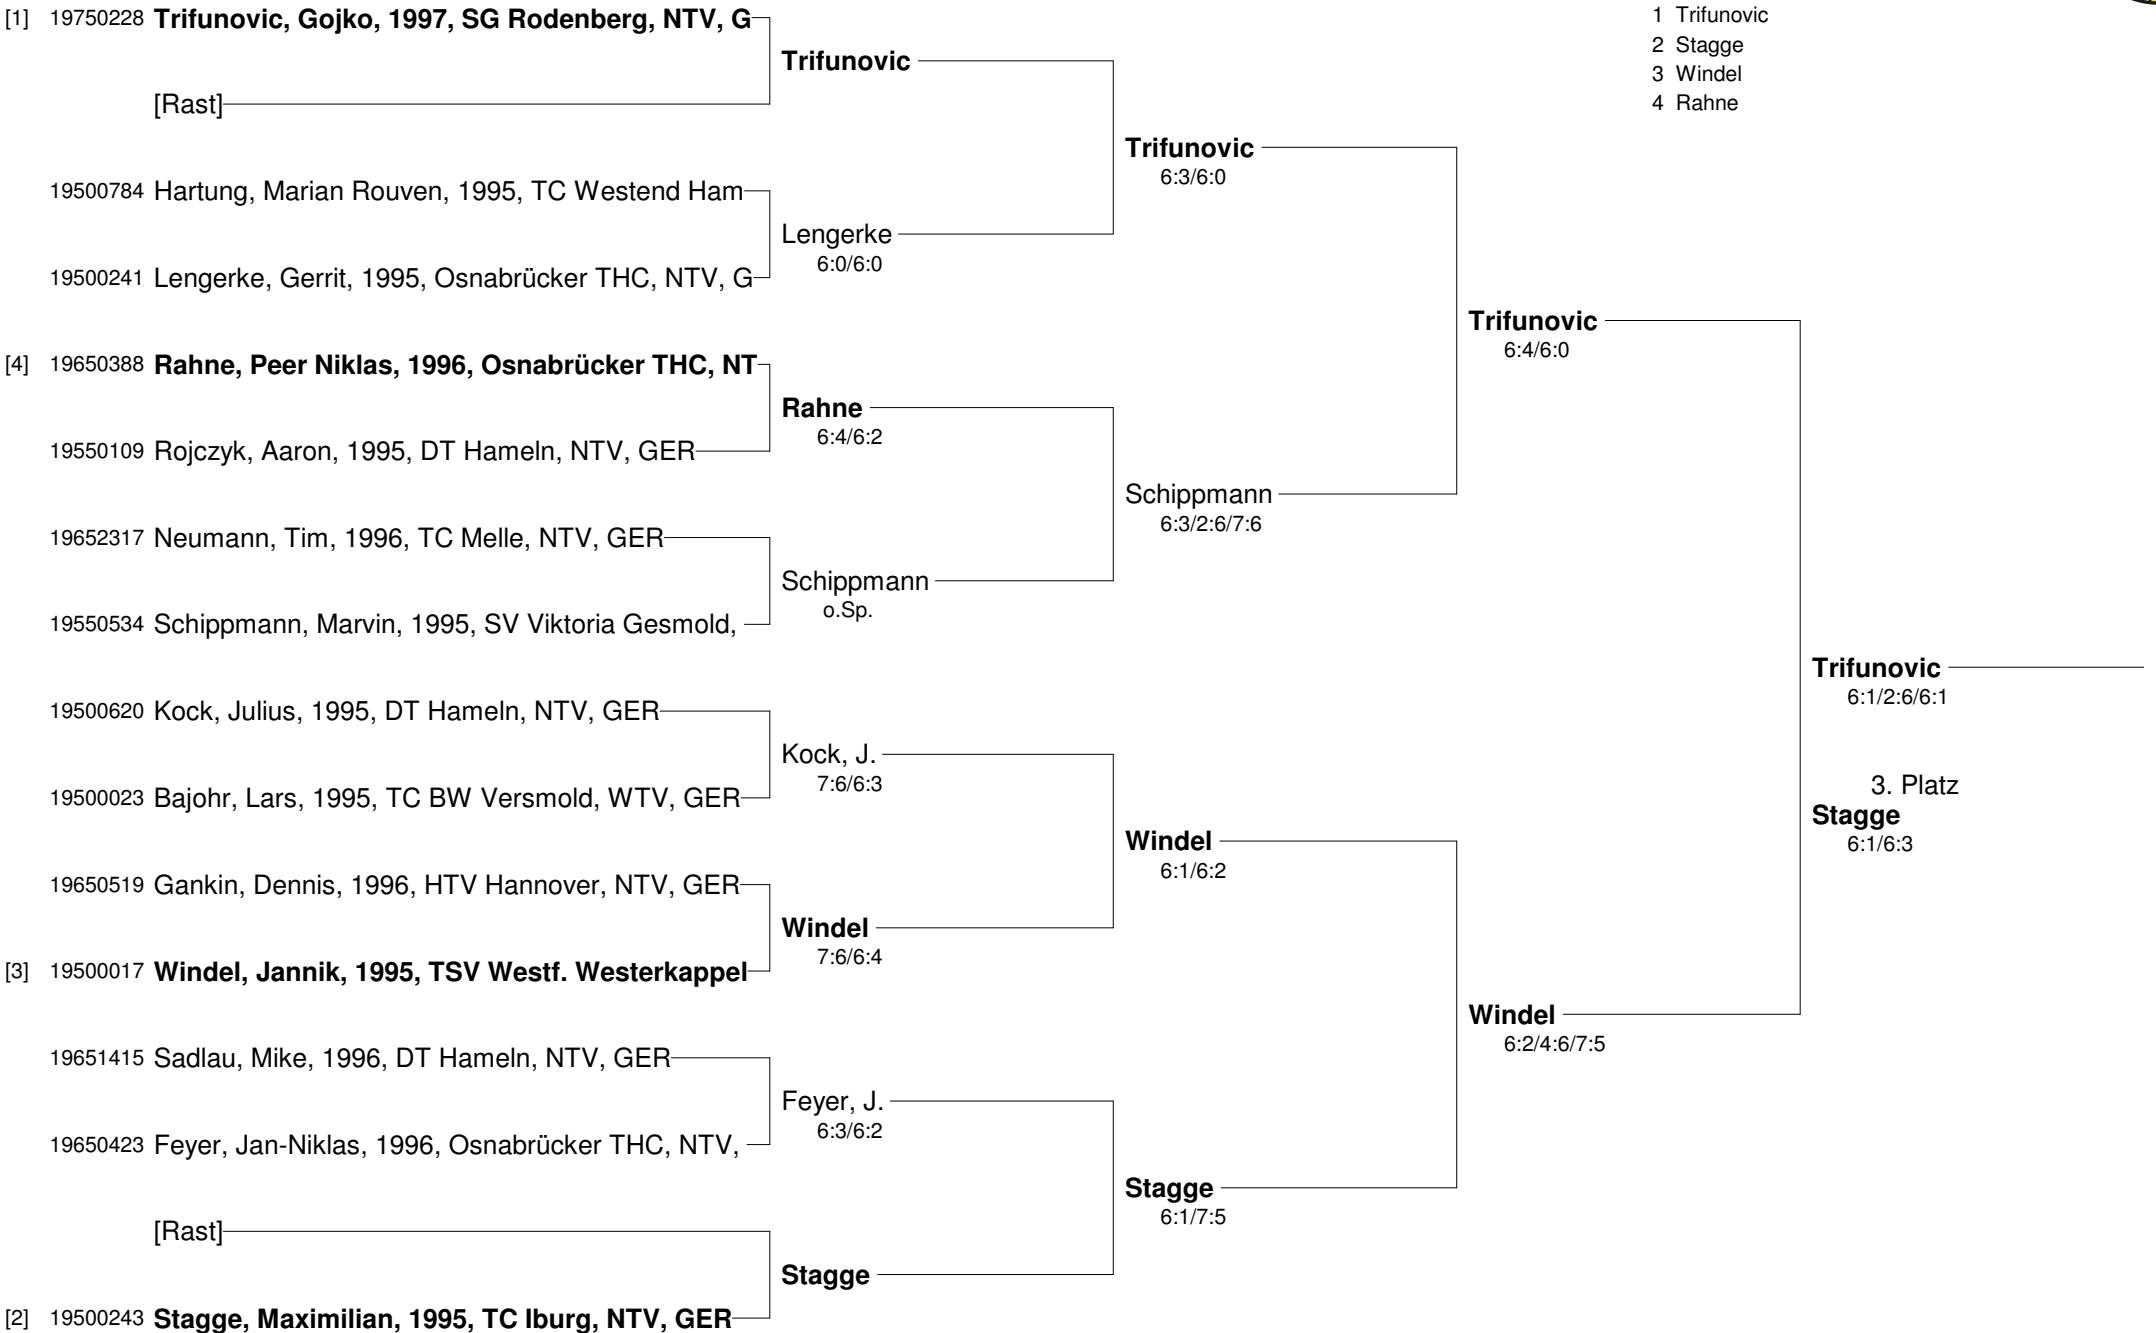 [1] 19750228 Trifunovic, Gojko, 1997, SG Rodenberg, NTV, G
[Rast]
19500784 Hartung, Marian Rouven, 1995, TC Westend Ham
19500241 Lengerke, Gerrit, 1995, Osnabrücker THC, NTV, G
[4] 19650388 Rahne, Peer Niklas, 1996, Osnabrücker THC, NT
19550109 Rojczyk, Aaron, 1995, DT Hameln, NTV, GER
19652317 Neumann, Tim, 1996, TC Melle, NTV, GER
19550534 Schippmann, Marvin, 1995, SV Viktoria Gesmold,
19500620 Kock, Julius, 1995, DT Hameln, NTV, GER
19500023 Bajohr, Lars, 1995, TC BW Versmold, WTV, GER
19650519 Gankin, Dennis, 1996, HTV Hannover, NTV, GER
[3] 19500017 Windel, Jannik, 1995, TSV Westf. Westerkappel
19651415 Sadlau, Mike, 1996, DT Hameln, NTV, GER
19650423 Feyer, Jan-Niklas, 1996, Osnabrücker THC, NTV,
[Rast]
[2] 19500243 Stagge, Maximilian, 1995, TC Iburg, NTV, GER
Trifunovic
Lengerke
6:0/6:0
Rahne
6:4/6:2
Schippmann
o.Sp.
Kock, J.
7:6/6:3
Windel
7:6/6:4
Feyer, J.
6:3/6:2
Stagge
Trifunovic
6:3/6:0
Schippmann
6:3/2:6/7:6
Windel
6:1/6:2
Stagge
6:1/7:5
Trifunovic
6:4/6:0
Windel
6:2/4:6/7:5
Trifunovic
6:1/2:6/6:1
3. Platz
Stagge
6:1/6:3
1 Trifunovic
2 Stagge
3 Windel
4 Rahne